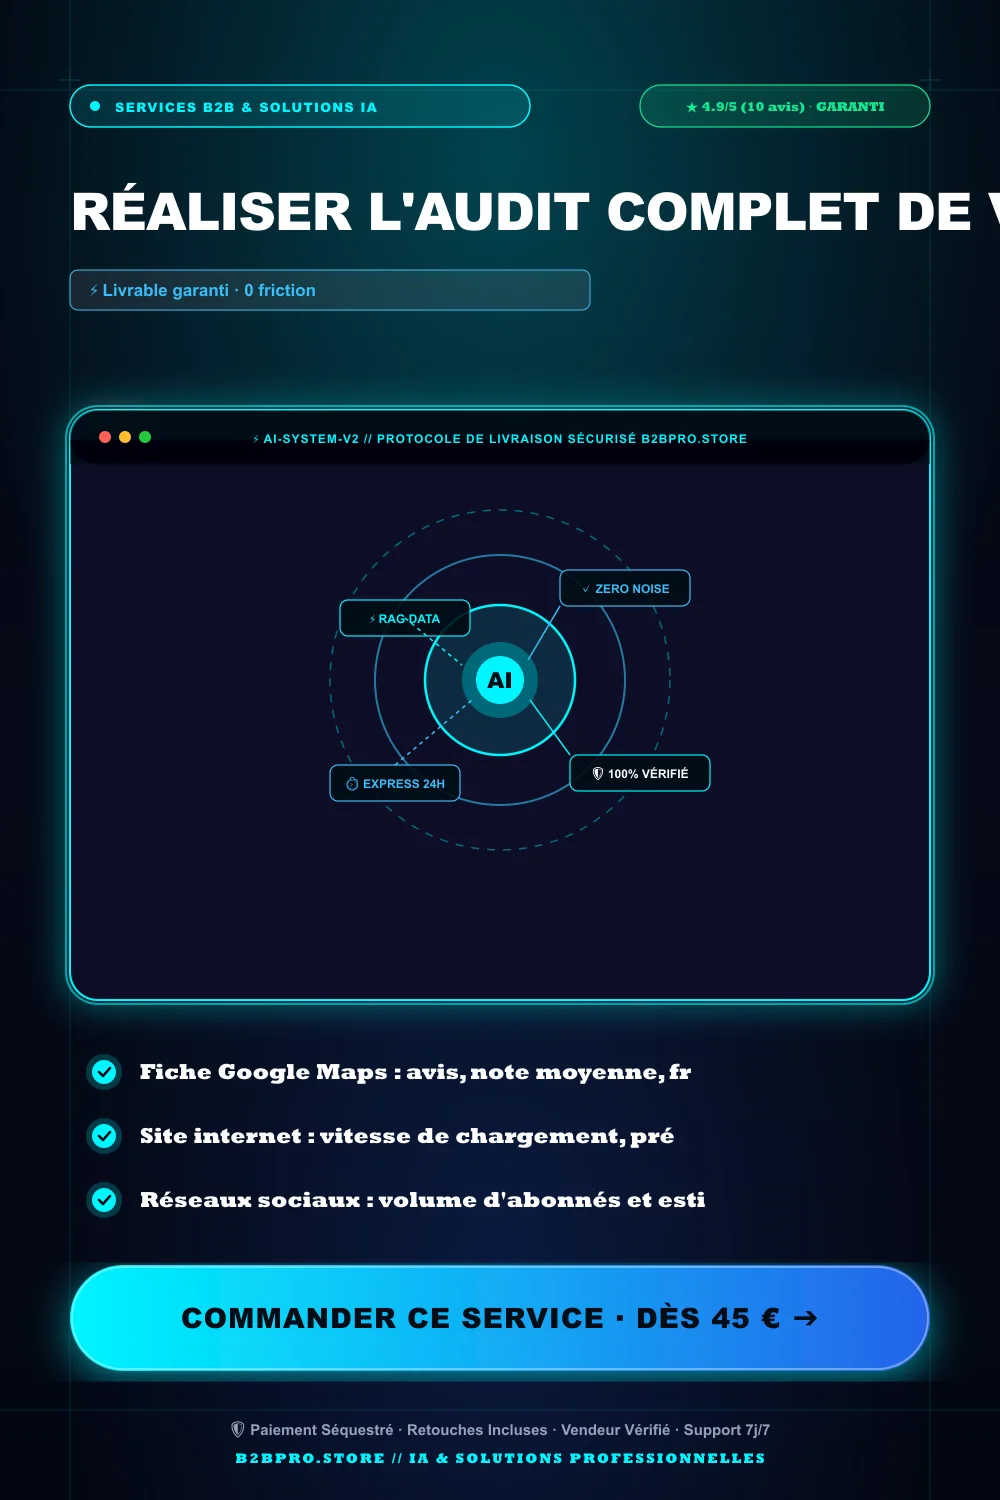 SERVICES B2B & SOLUTIONS IA
★ 4.9/5 (10 avis) · GARANTI
RÉALISER L'AUDIT COMPLET DE
⚡ Livrable garanti · 0 friction
⚡ AI-SYSTEM-V2 // PROTOCOLE DE LIVRAISON SÉCURISÉ B2BPRO.STORE
✓ ZERO NOISE
⚡ RAG DATA
AI
🛡 100% VÉRIFIÉ
⏱ EXPRESS 24H
Fiche Google Maps : avis, note moyenne, fr
Site internet : vitesse de chargement, pré
Réseaux sociaux : volume d'abonnés et esti
COMMANDER CE SERVICE · DÈS 45 € ➔
🛡 Paiement Séquestré · Retouches Incluses · Vendeur Vérifié · Support 7j/7
B2BPRO.STORE // IA & SOLUTIONS PROFESSIONNELLES